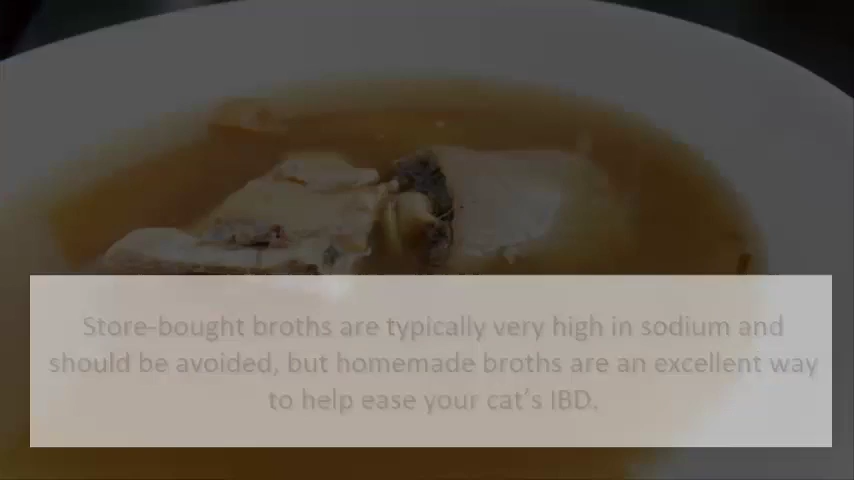 Store-bought broths are typically very high in sodium and
should be avoided, but homemade broths are an excellent way
to help ease your cat’s IBD.